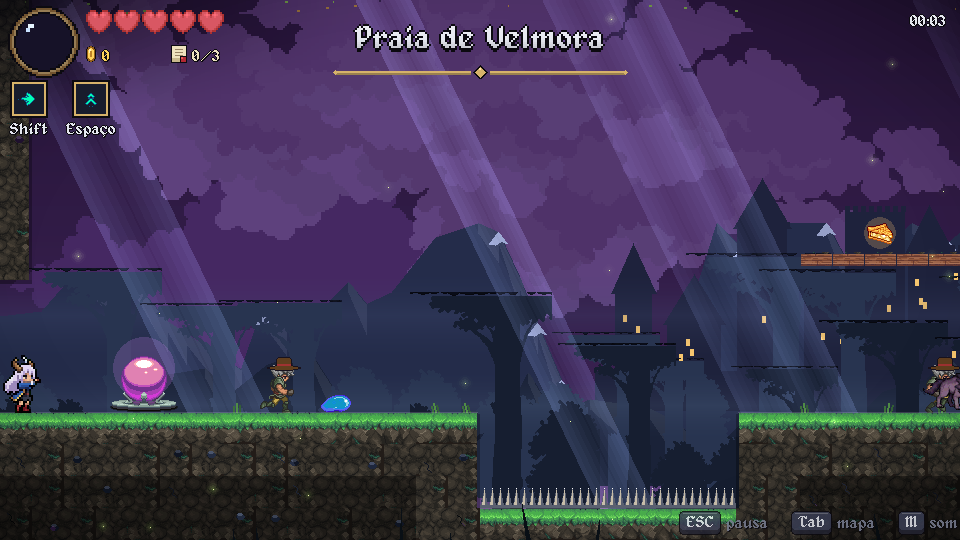 00:03
Praia de Velmora
0
0/3
Shift
Espaço
ESC pausa
Tab mapa
M som